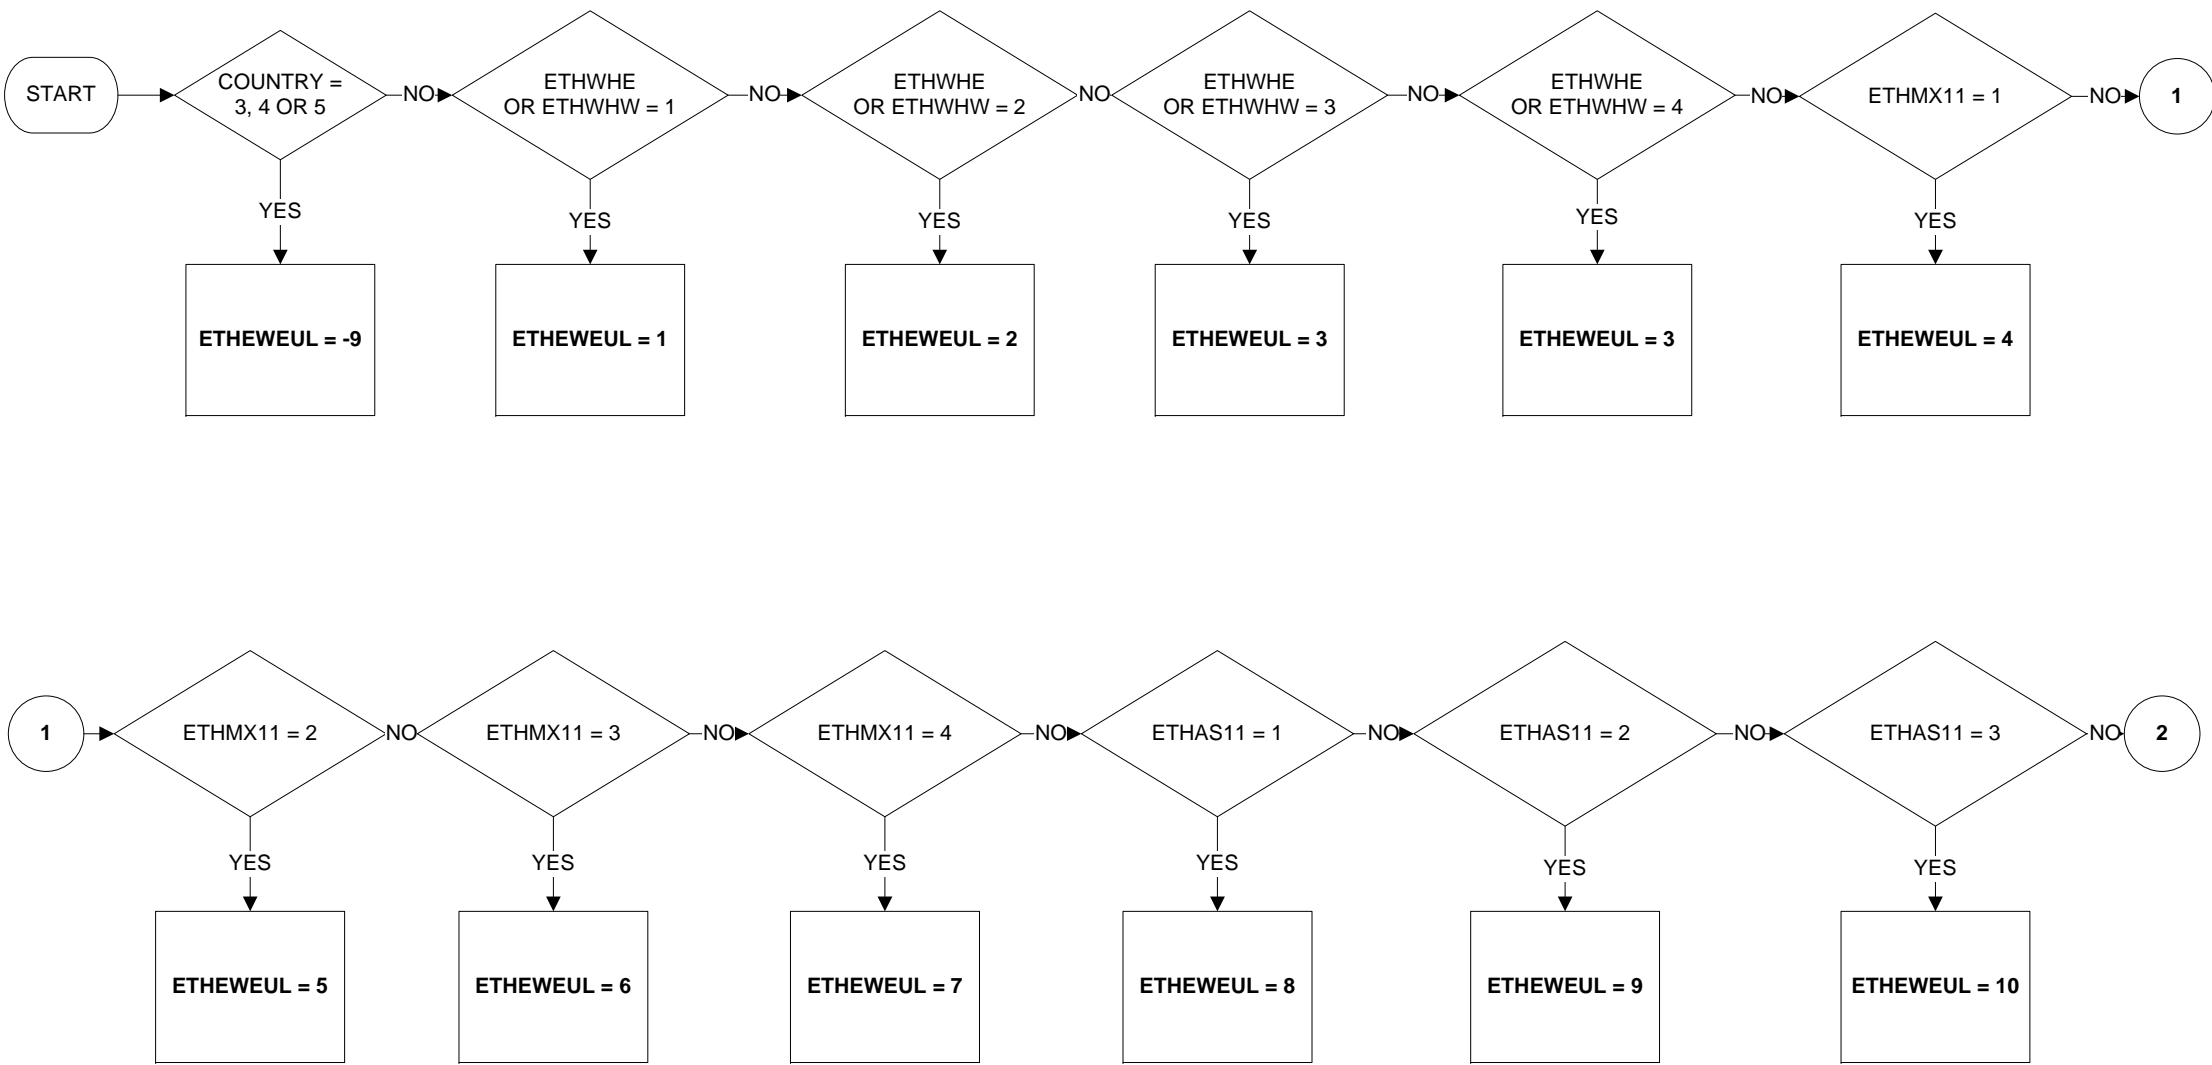 START
COUNTRY =
3, 4 OR 5
NO
ETHWHE
OR ETHWHW = 1
NO
ETHWHE
OR ETHWHW = 2
NO
ETHWHE
OR ETHWHW = 3
NO
ETHWHE
OR ETHWHW = 4
NO
ETHMX11 = 1
NO
1
YES
YES
YES
YES
YES
YES
ETHEWEUL = -9
ETHEWEUL = 1
ETHEWEUL = 2
ETHEWEUL = 3
ETHEWEUL = 3
ETHEWEUL = 4
1
ETHMX11 = 2
NO
ETHMX11 = 3
NO
ETHMX11 = 4
NO
ETHAS11 = 1
NO
ETHAS11 = 2
NO
ETHAS11 = 3
NO
2
YES
YES
YES
YES
YES
YES
ETHEWEUL = 5
ETHEWEUL = 6
ETHEWEUL = 7
ETHEWEUL = 8
ETHEWEUL = 9
ETHEWEUL = 10